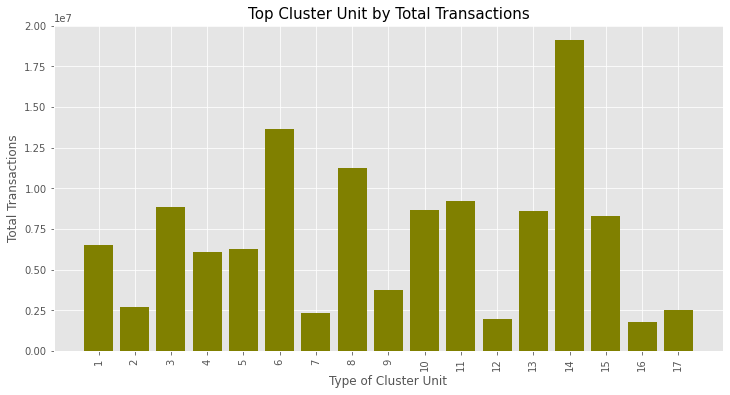 Top Cluster Unit by Total Transactions
1e7
2.00
1.75
1.50
1.25
1.00
0.75
0.50
0.25
0.00
Total Transactions
1 2 3 4 5 6 7 8 9 10 11 12 13 14 15 16 17
Type of Cluster Unit